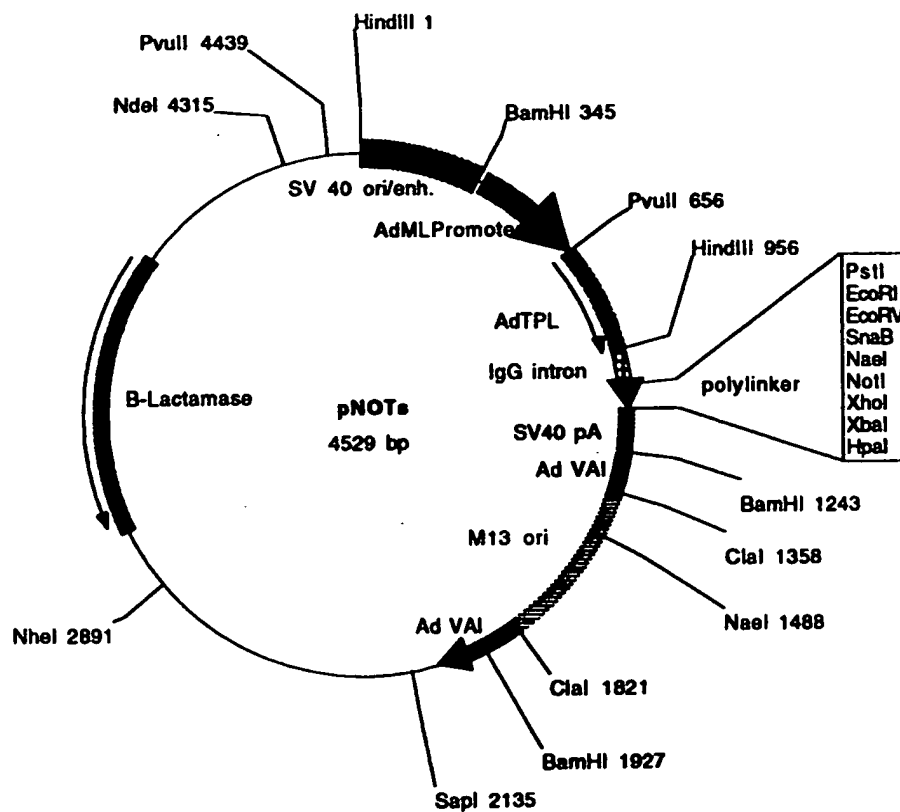 HindIII 1
PvuII 4439
NdeI 4315
BamHI 345
SV 40 ori/enh.
AdMLPromote
PvuII 656
HindIII 956
PstI
EcoRI
EcoRV
SnaB
NaeI
NotI
XhoI
XbaI
HpaI
AdTPL
IgG intron
polylinker
B-Lactamase
pNOTs
4529 bp
SV40 pA
Ad VAI
BamHI 1243
M13 ori
ClaI 1358
NaeI 1488
NheI 2891
Ad VAI
ClaI 1821
BamHI 1927
SapI 2135